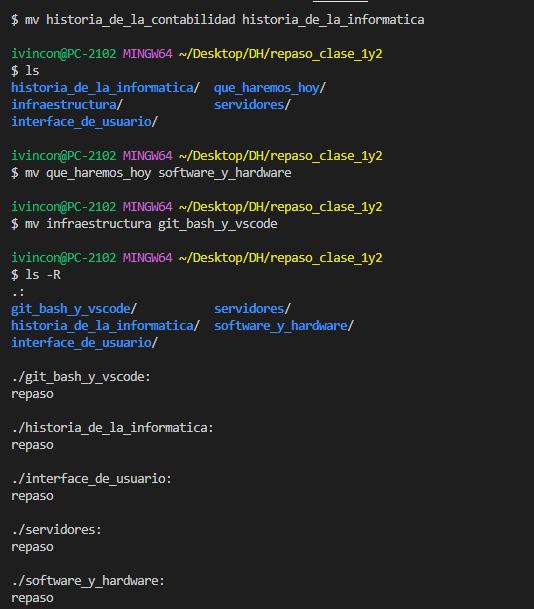 $ mv historia_de_la_contabilidad historia_de_la_informatica
ivincon@PC-2102 MINGW64 ~/Desktop/DH/repaso_clase_1y2
$ ls
historia_de_la_informatica/  que_haremos_hoy/
infraestructura/             servidores/
interface_de_usuario/
ivincon@PC-2102 MINGW64 ~/Desktop/DH/repaso_clase_1y2
$ mv que_haremos_hoy software_y_hardware
ivincon@PC-2102 MINGW64 ~/Desktop/DH/repaso_clase_1y2
$ mv infraestructura git_bash_y_vscode
ivincon@PC-2102 MINGW64 ~/Desktop/DH/repaso_clase_1y2
$ ls -R
.:
git_bash_y_vscode/           servidores/
historia_de_la_informatica/  software_y_hardware/
interface_de_usuario/
./git_bash_y_vscode:
repaso
./historia_de_la_informatica:
repaso
./interface_de_usuario:
repaso
./servidores:
repaso
./software_y_hardware:
repaso